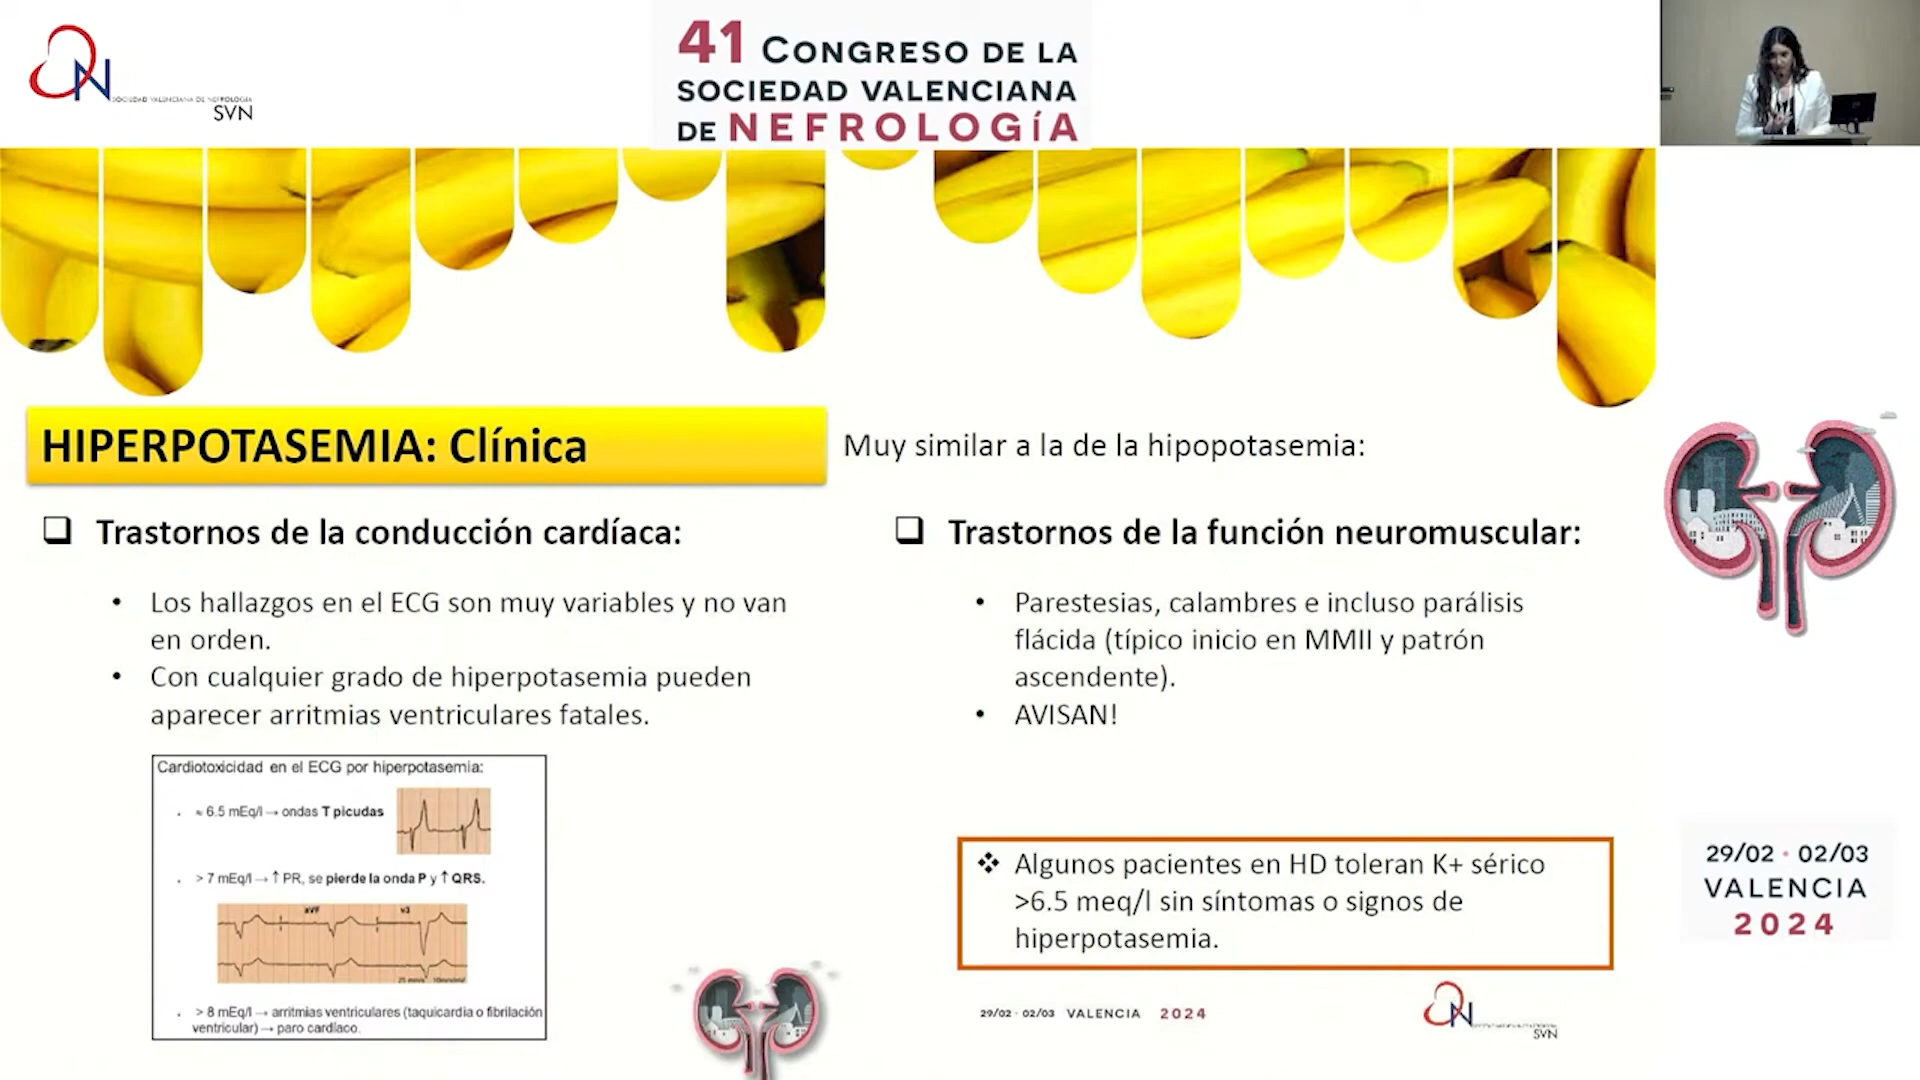 SOCIEDAD VALENCIANA DE NEFROLOGÍA
SVN
41 CONGRESO DE LA
SOCIEDAD VALENCIANA
DE NEFROLOGÍA
HIPERPOTASEMIA: Clínica
Muy similar a la de la hipopotasemia:
❑ Trastornos de la conducción cardíaca:
• Los hallazgos en el ECG son muy variables y no van
en orden.
• Con cualquier grado de hiperpotasemia pueden
aparecer arritmias ventriculares fatales.
Cardiotoxicidad en el ECG por hiperpotasemia:
. ≈ 6.5 mEq/l → ondas T picudas
. > 7 mEq/l → ↑ PR, se pierde la onda P y ↑ QRS.
aVF v3
. > 8 mEq/l → arritmias ventriculares (taquicardia o fibrilación
ventricular) → paro cardíaco.
❑ Trastornos de la función neuromuscular:
• Parestesias, calambres e incluso parálisis
flácida (típico inicio en MMII y patrón
ascendente).
• AVISAN!
❖ Algunos pacientes en HD toleran K+ sérico
>6.5 meq/l sin síntomas o signos de
hiperpotasemia.
29/02 · 02/03 VALENCIA 2024
SVN
29/02 · 02/03
VALENCIA
2024